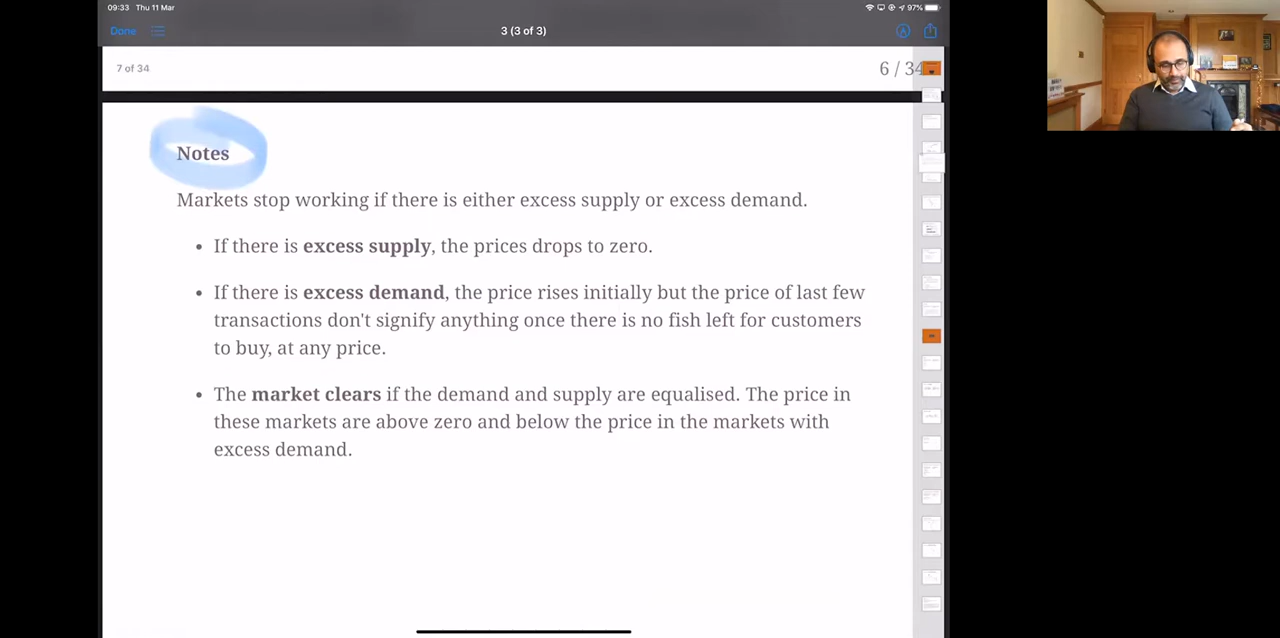 09:33 Thu 11 Mar
97%
Done
3 (3 of 3)
7 of 34
6 / 34
Notes
Markets stop working if there is either excess supply or excess demand.
• If there is excess supply, the prices drops to zero.
• If there is excess demand, the price rises initially but the price of last few
transactions don't signify anything once there is no fish left for customers
to buy, at any price.
• The market clears if the demand and supply are equalised. The price in
these markets are above zero and below the price in the markets with
excess demand.